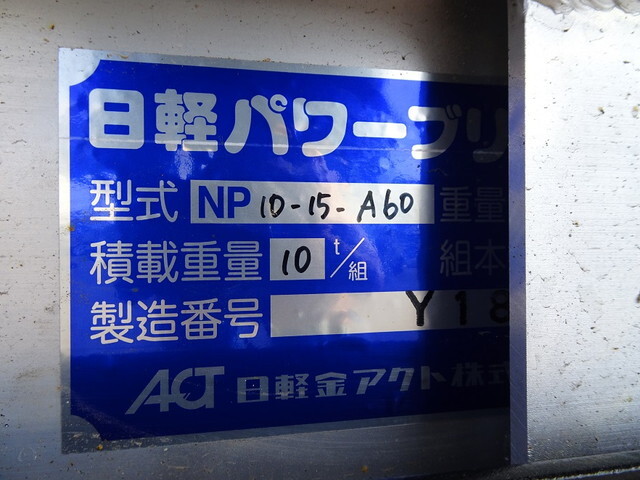 日軽パワーブリ
型式 NP 10-15-A60 重量
積載重量 10 t/組 組本
製造番号 Y18
ACT 日軽金アクト株式